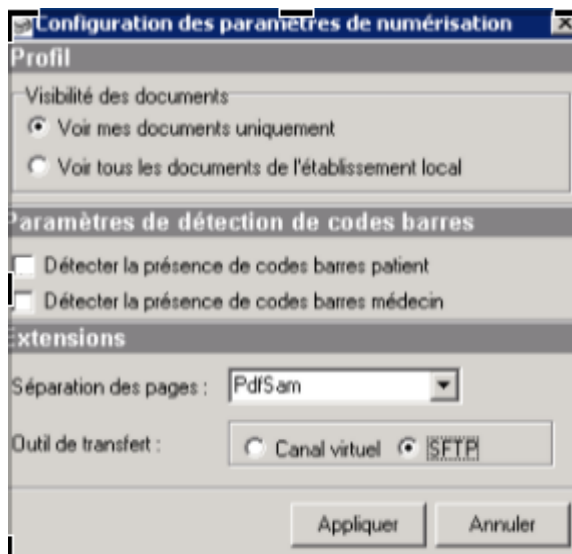 Configuration des paramètres de numérisation
Profil
Visibilité des documents
Voir mes documents uniquement
Voir tous les documents de l'établissement local
Paramètres de détection de codes barres
Détecter la présence de codes barres patient
Détecter la présence de codes barres médecin
Extensions
Séparation des pages : PdfSam
Outil de transfert : Canal virtuel SFTP
Appliquer Annuler